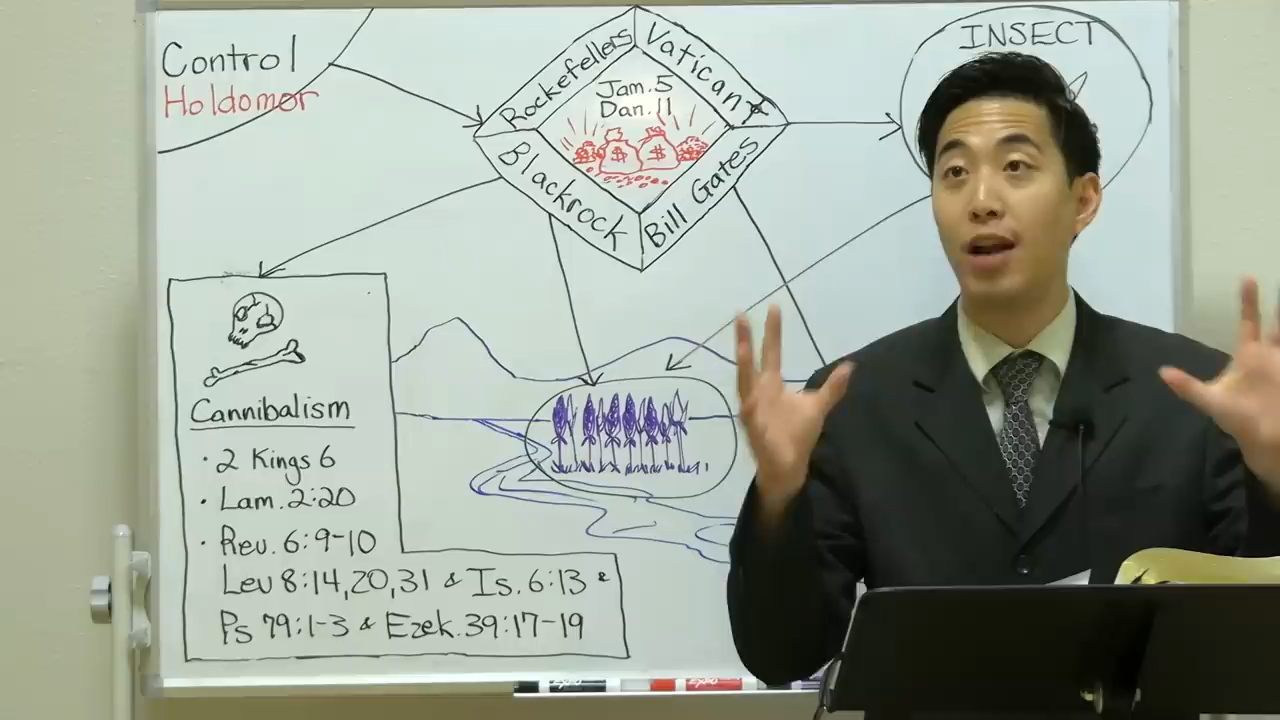 Control
Holdomor
Rockefellers
Vatican +
Jam. 5
Dan. 11
$ $
Blackrock
Bill Gates
INSECT
Cannibalism
· 2 Kings 6
· Lam. 2:20
· Rev. 6:9-10
Lev 8:14,20,31 & Is. 6:13 &
Ps 79:1-3 & Ezek. 39:17-19
EXPO